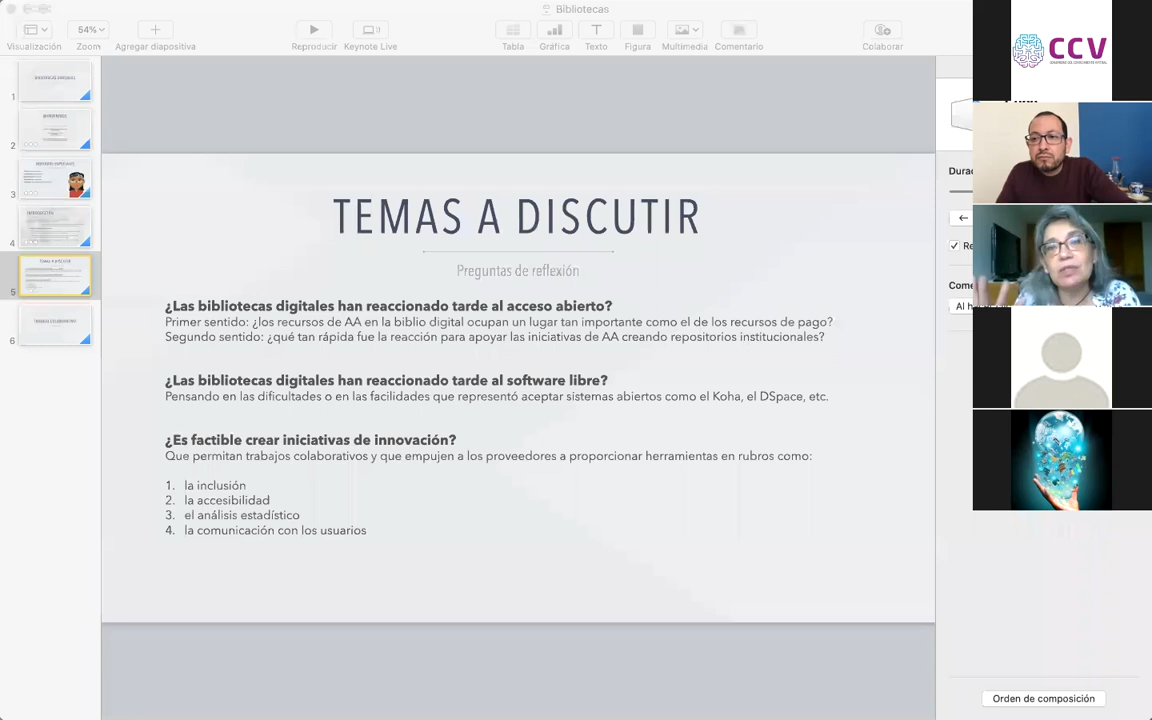 Bibliotecas
54%
Visualización
Zoom
Agregar diapositiva
Reproducir
Keynote Live
Tabla
Gráfica
Texto
Figura
Multimedia
Comentario
Colaborar
1
2
3
4
5
6
TEMAS A DISCUTIR
Preguntas de reflexión
¿Las bibliotecas digitales han reaccionado tarde al acceso abierto?
Primer sentido: ¿los recursos de AA en la biblio digital ocupan un lugar tan importante como el de los recursos de pago?
Segundo sentido: ¿qué tan rápida fue la reacción para apoyar las iniciativas de AA creando repositorios institucionales?
¿Las bibliotecas digitales han reaccionado tarde al software libre?
Pensando en las dificultades o en las facilidades que representó aceptar sistemas abiertos como el Koha, el DSpace, etc.
¿Es factible crear iniciativas de innovación?
Que permitan trabajos colaborativos y que empujen a los proveedores a proporcionar herramientas en rubros como:
1. la inclusión
2. la accesibilidad
3. el análisis estadístico
4. la comunicación con los usuarios
CCV
Orden de composición